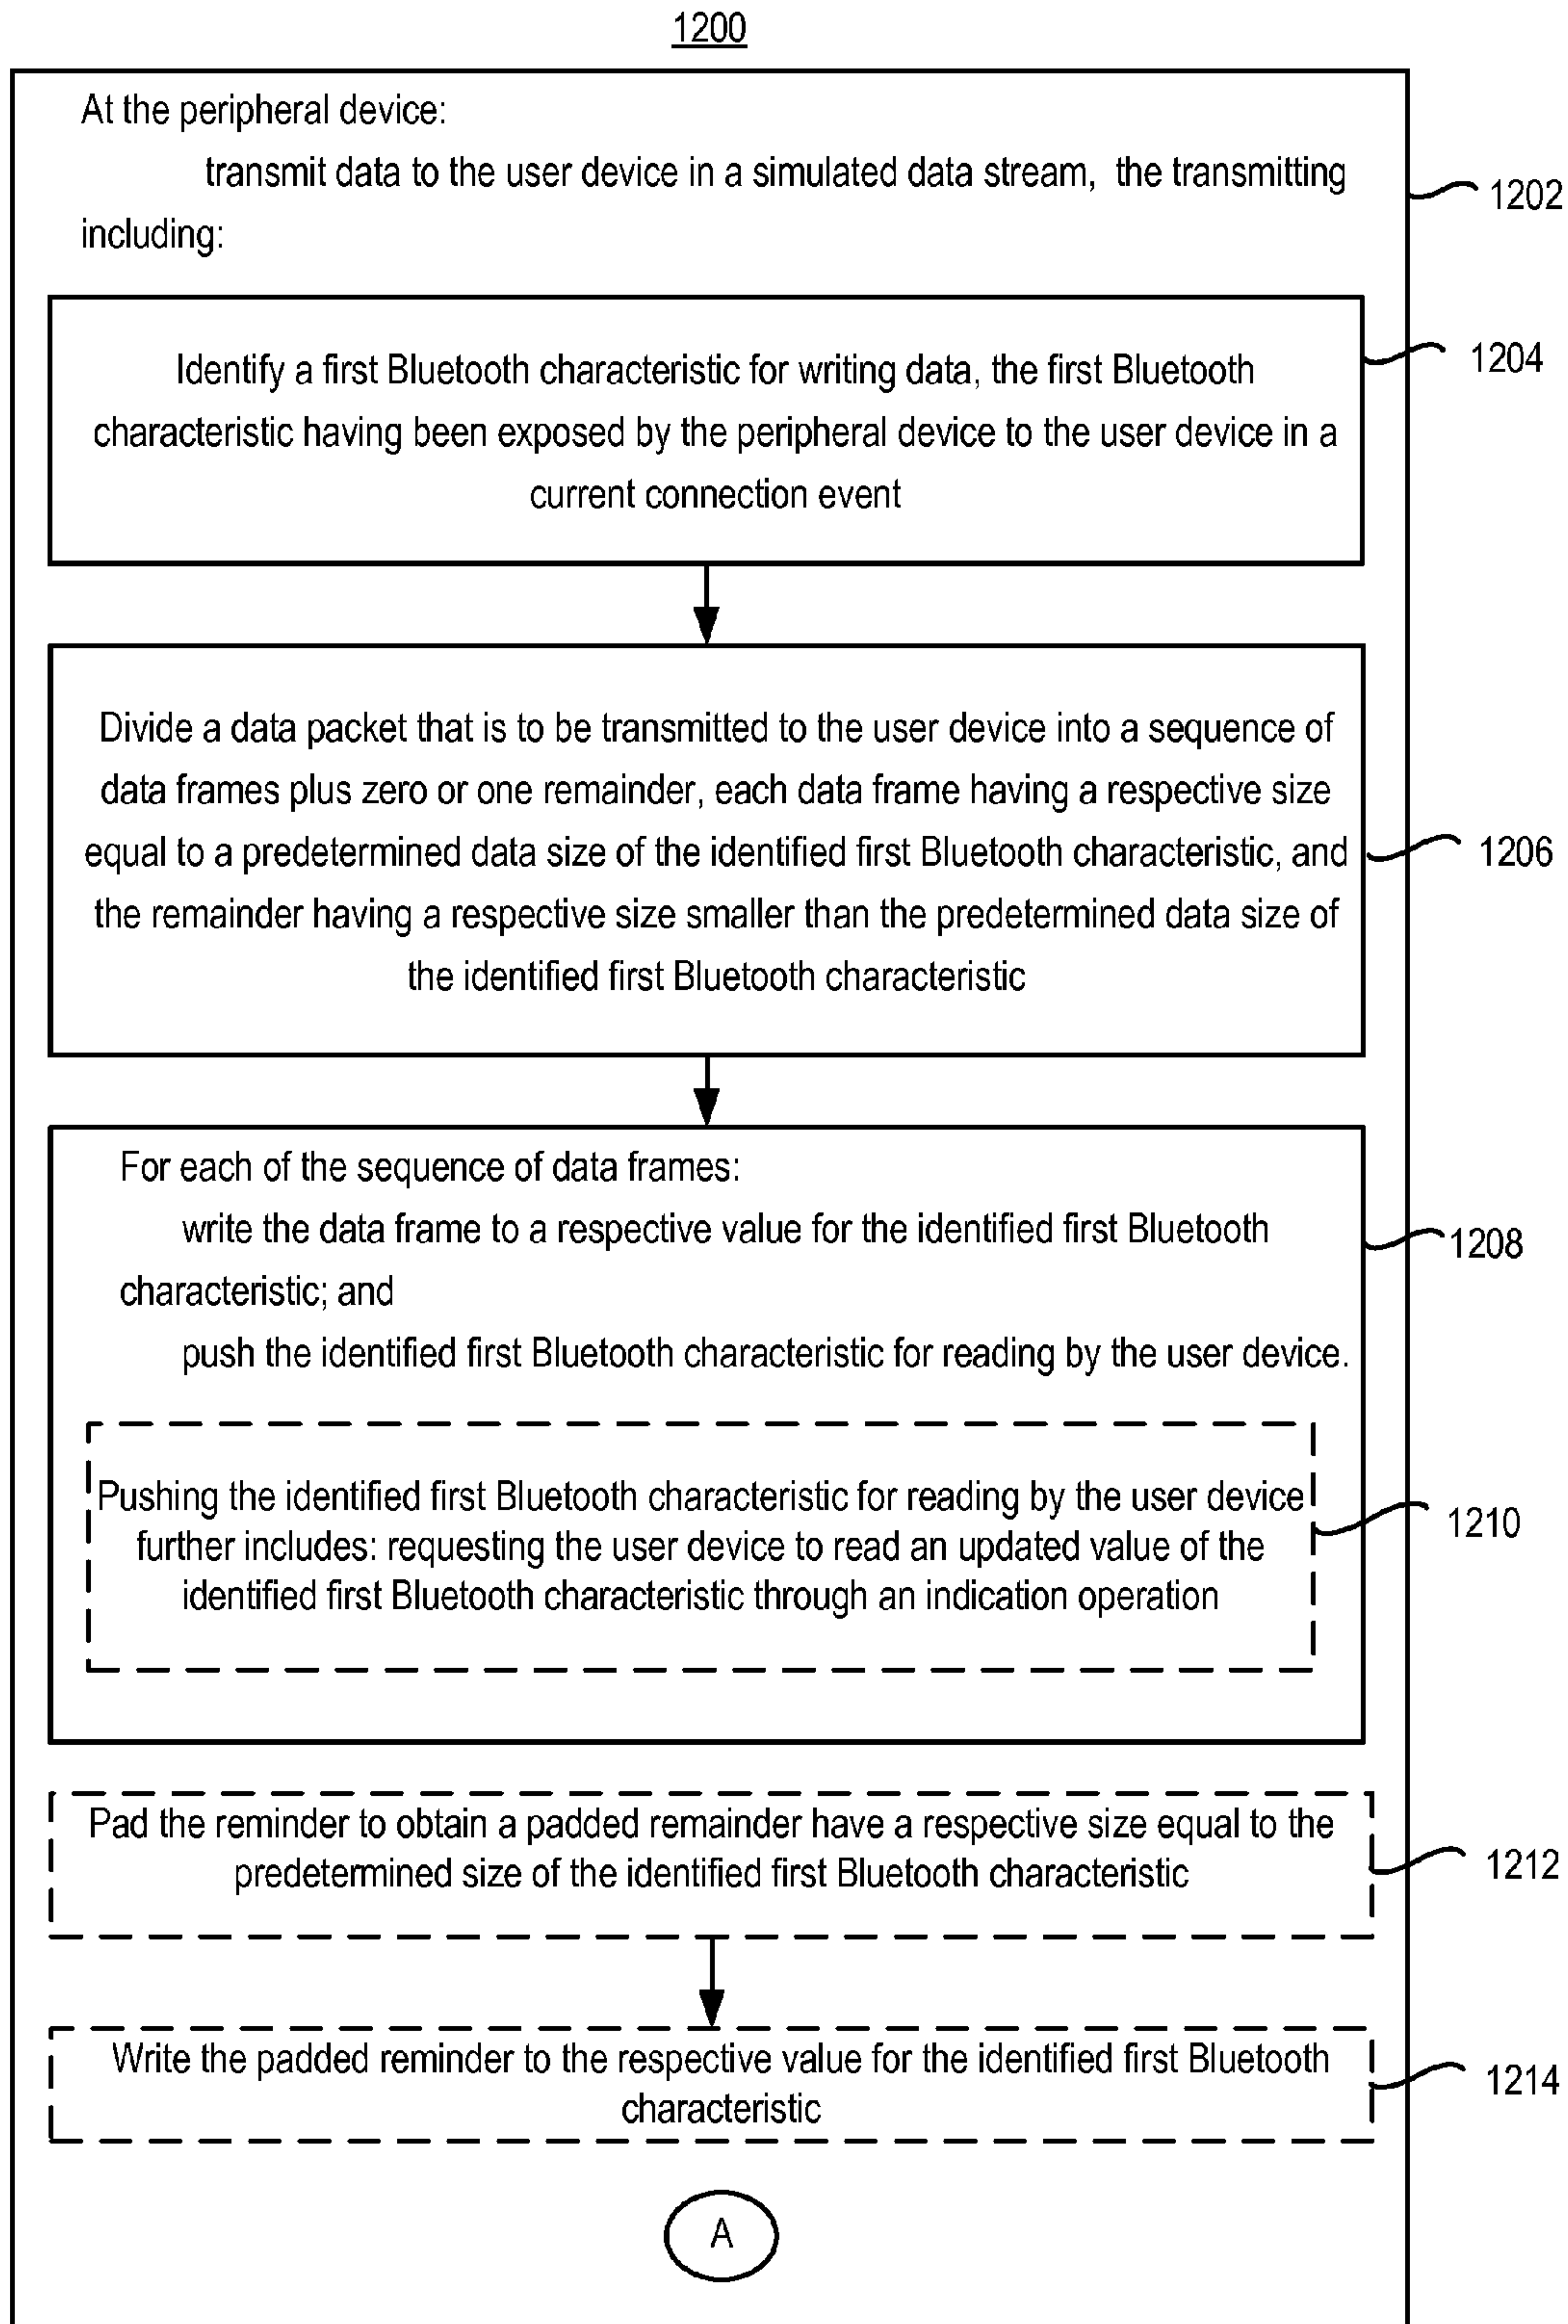 1200
At the peripheral device:
transmit data to the user device in a simulated data stream, the transmitting
including:
1202
Identify a first Bluetooth characteristic for writing data, the first Bluetooth
characteristic having been exposed by the peripheral device to the user device in a
current connection event
1204
Divide a data packet that is to be transmitted to the user device into a sequence of
data frames plus zero or one remainder, each data frame having a respective size
equal to a predetermined data size of the identified first Bluetooth characteristic, and
the remainder having a respective size smaller than the predetermined data size of
the identified first Bluetooth characteristic
1206
For each of the sequence of data frames:
write the data frame to a respective value for the identified first Bluetooth
characteristic; and
push the identified first Bluetooth characteristic for reading by the user device.
1208
Pushing the identified first Bluetooth characteristic for reading by the user device
further includes: requesting the user device to read an updated value of the
identified first Bluetooth characteristic through an indication operation
1210
Pad the reminder to obtain a padded remainder have a respective size equal to the
predetermined size of the identified first Bluetooth characteristic
1212
Write the padded reminder to the respective value for the identified first Bluetooth
characteristic
1214
A